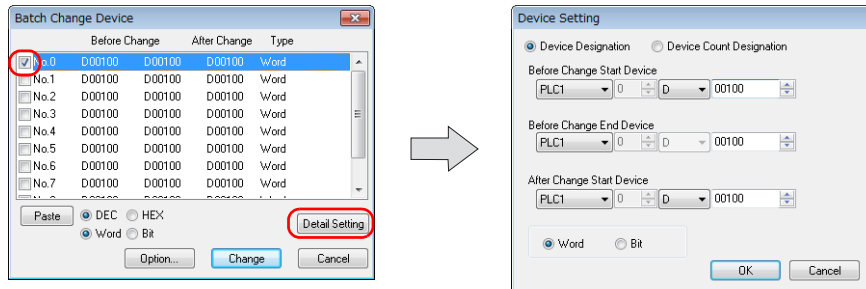 Batch Change Device
Before Change After Change Type
No.0 D00100 D00100 D00100 Word
No.1 D00100 D00100 D00100 Word
No.2 D00100 D00100 D00100 Word
No.3 D00100 D00100 D00100 Word
No.4 D00100 D00100 D00100 Word
No.5 D00100 D00100 D00100 Word
No.6 D00100 D00100 D00100 Word
No.7 D00100 D00100 D00100 Word
Paste DEC HEX
Word Bit
Detail Setting
Option... Change Cancel
Device Setting
Device Designation Device Count Designation
Before Change Start Device
PLC1 0 D 00100
Before Change End Device
PLC1 0 D 00100
After Change Start Device
PLC1 0 D 00100
Word Bit
OK Cancel